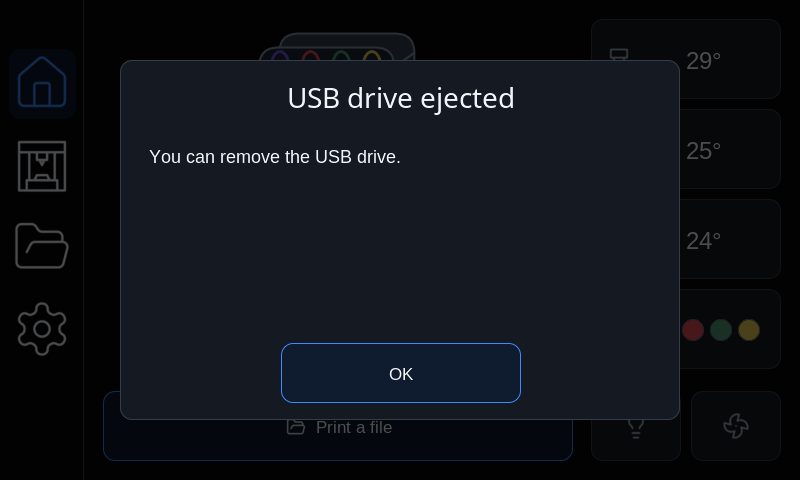 USB drive ejected
You can remove the USB drive.
OK
29°
25°
24°
Print a file